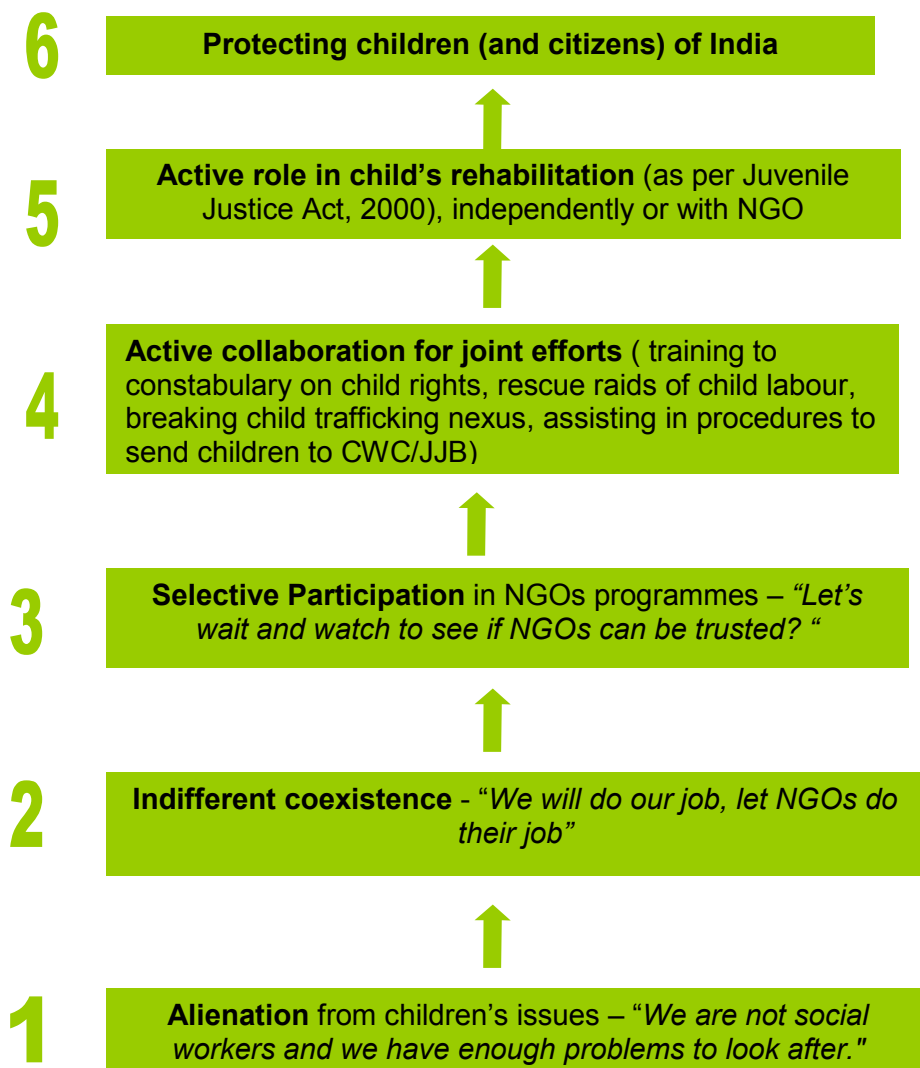 6
Protecting children (and citizens) of India
5
Active role in child’s rehabilitation (as per Juvenile
Justice Act, 2000), independently or with NGO
4
Active collaboration for joint efforts ( training to
constabulary on child rights, rescue raids of child labour,
breaking child trafficking nexus, assisting in procedures to
send children to CWC/JJB)
3
Selective Participation in NGOs programmes – “Let’s
wait and watch to see if NGOs can be trusted? “
2
Indifferent coexistence - “We will do our job, let NGOs do
their job”
1
Alienation from children’s issues – “We are not social
workers and we have enough problems to look after."